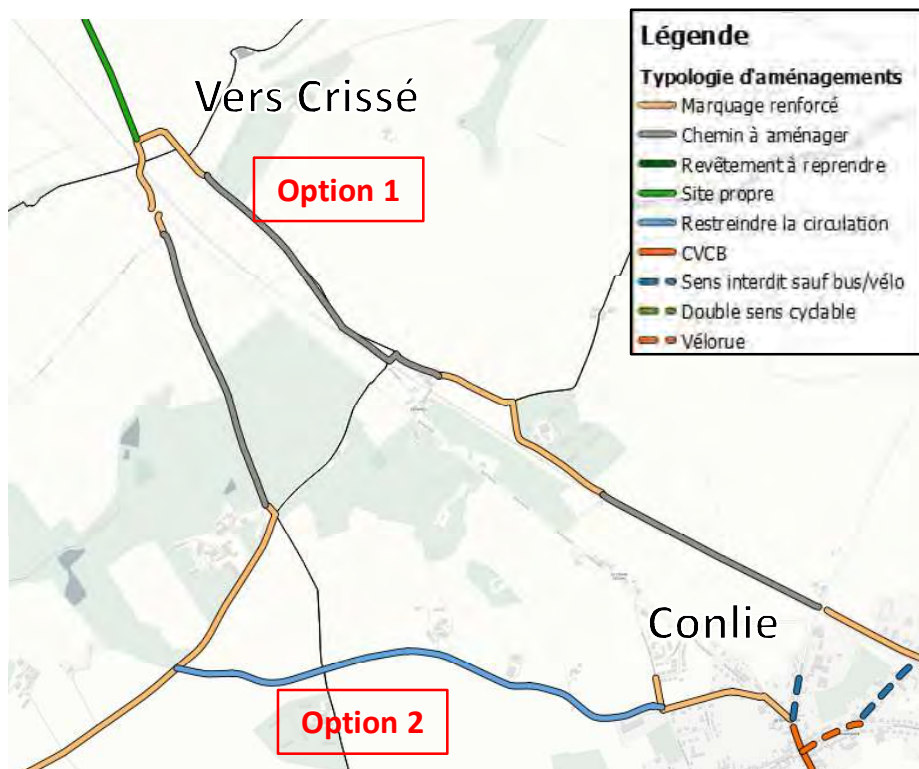 Vers Crissé
Option 1
Légende
Typologie d'aménagements
Marquage renforcé
Chemin à aménager
Revêtement à reprendre
Site propre
Restreindre la circulation
CVCB
Sens interdit sauf bus/vélo
Double sens cyclable
Vélorue
Conlie
Option 2